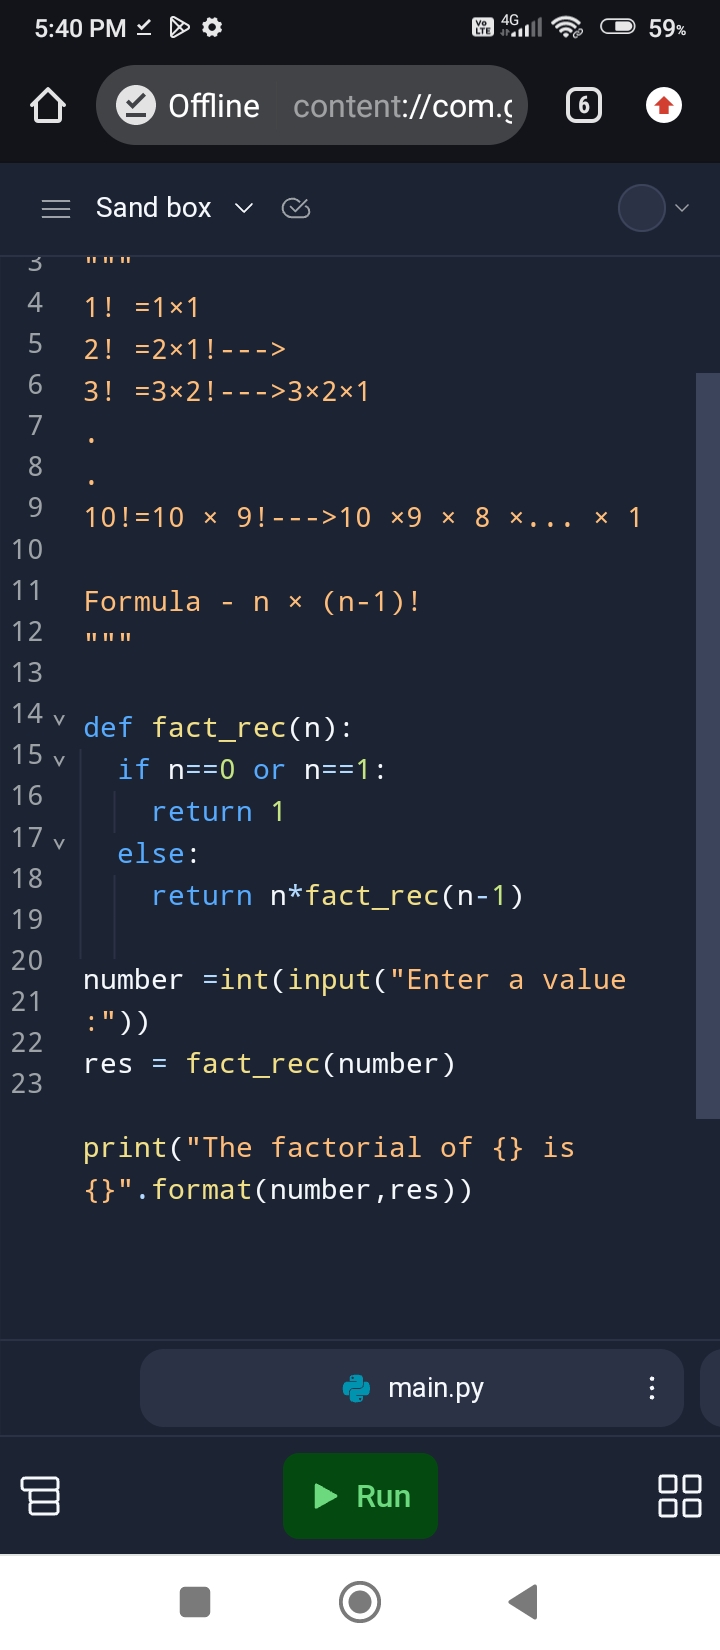 5:40 PM 4G Vo LTE 59%
Offline content://com.g 6
Sand box
3 """
4 1! =1×1
5 2! =2×1!--->
6 3! =3×2!--->3×2×1
7 .
8 .
9 10!=10 × 9!--->10 ×9 × 8 ×... × 1
10
11 Formula - n × (n-1)!
12 """
13
14 def fact_rec(n):
15 if n==0 or n==1:
16 return 1
17 else:
18 return n*fact_rec(n-1)
19
20 number =int(input("Enter a value
21 :"))
22 res = fact_rec(number)
23
print("The factorial of {} is
{}".format(number,res))
main.py
Run